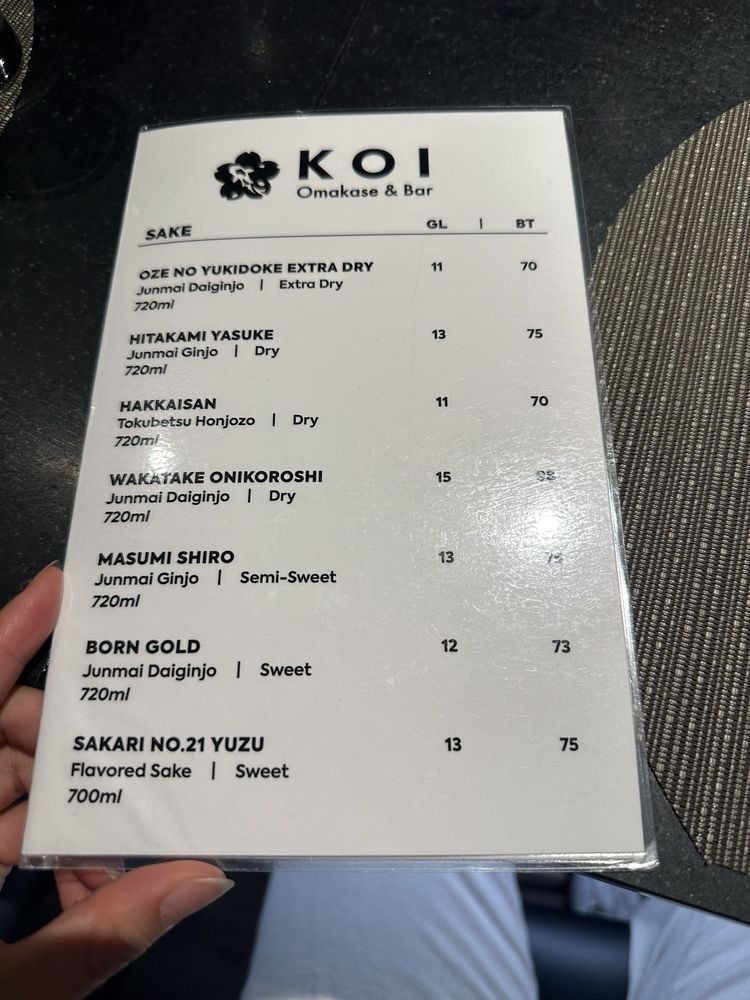 KOI
Omakase & Bar
SAKE GL | BT
OZE NO YUKIDOKE EXTRA DRY 11 70
Junmai Daiginjo | Extra Dry
720ml
HITAKAMI YASUKE 13 75
Junmai Ginjo | Dry
720ml
HAKKAISAN 11 70
Tokubetsu Honjozo | Dry
720ml
WAKATAKE ONIKOROSHI 15
Junmai Daiginjo | Dry
720ml
MASUMI SHIRO 13
Junmai Ginjo | Semi-Sweet
720ml
BORN GOLD 12 73
Junmai Daiginjo | Sweet
720ml
SAKARI NO.21 YUZU 13 75
Flavored Sake | Sweet
700ml